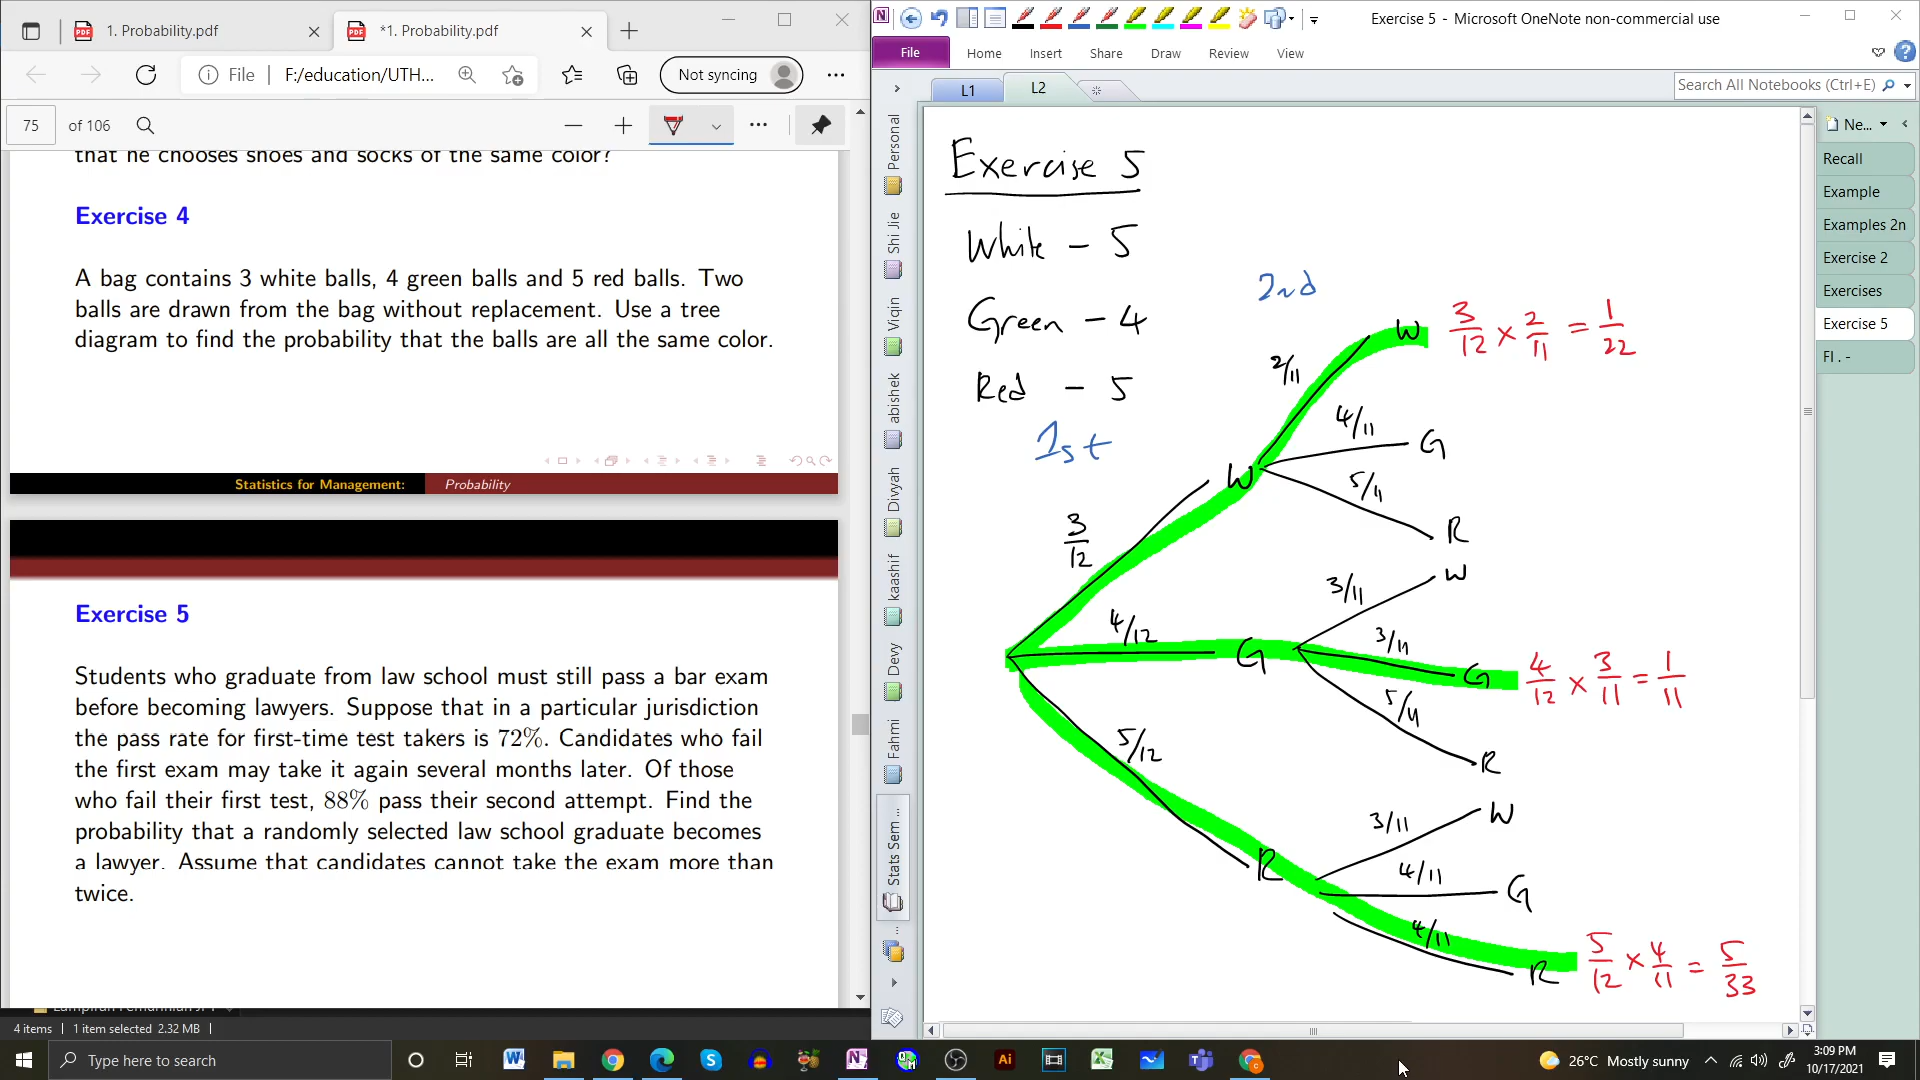 1. Probability.pdf
*1. Probability.pdf
File
F:/education/UTH...
Not syncing
75 of 106
that he chooses shoes and socks of the same color?
Exercise 4
A bag contains 3 white balls, 4 green balls and 5 red balls. Two
balls are drawn from the bag without replacement. Use a tree
diagram to find the probability that the balls are all the same color.
Statistics for Management: Probability
Exercise 5
Students who graduate from law school must still pass a bar exam
before becoming lawyers. Suppose that in a particular jurisdiction
the pass rate for first-time test takers is 72%. Candidates who fail
the first exam may take it again several months later. Of those
who fail their first test, 88% pass their second attempt. Find the
probability that a randomly selected law school graduate becomes
a lawyer. Assume that candidates cannot take the exam more than
twice.
4 items 1 item selected 2.32 MB
Exercise 5 - Microsoft OneNote non-commercial use
File Home Insert Share Draw Review View
L1 L2
Search All Notebooks (Ctrl+E)
Personal
Shi Jie
Viqin
abishek
Divyah
kaashif
Devy
Fahmi
Stats Sem ...
Ne...
Recall
Example
Examples 2n
Exercise 2
Exercises
Exercise 5
FI . -
Exercise 5
White - 5
Green - 4
Red - 5
1st
2nd
3/12 W
2/11 W 3/12 × 2/11 = 1/22
4/11 G
5/11 R
4/12 G
3/11 W
3/11 G 4/12 × 3/11 = 1/11
5/11 R
5/12 R
3/11 W
4/11 G
4/11 R 5/12 × 4/11 = 5/33
Type here to search
26°C Mostly sunny
3:09 PM
10/17/2021